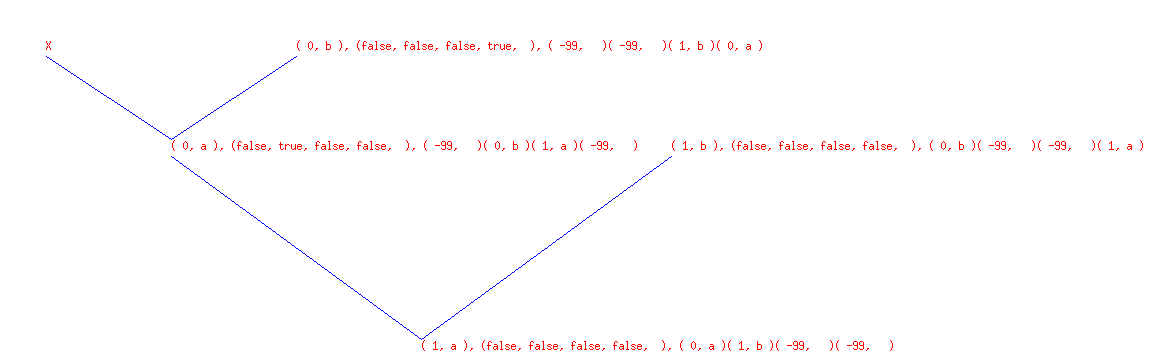 X ( 0, b ), (false, false, false, true,  ), ( -99,   )( -99,   )( 1, b )( 0, a )
( 0, a ), (false, true, false, false,  ), ( -99,   )( 0, b )( 1, a )( -99,   ) ( 1, b ), (false, false, false, false,  ), ( 0, b )( -99,   )( -99,   )( 1, a )
( 1, a ), (false, false, false, false,  ), ( 0, a )( 1, b )( -99,   )( -99,   )